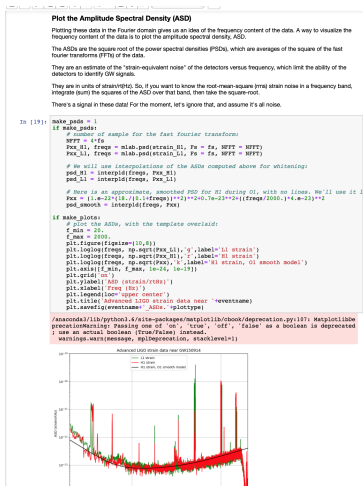 Plot the Amplitude Spectral Density (ASD)
Plotting these data in the Fourier domain gives us an idea of the frequency content of the data. A way to visualize the
frequency content of the data is to plot the amplitude spectral density, ASD.
The ASDs are the square root of the power spectral densities (PSDs), which are averages of the square of the fast
fourier transforms (FFTs) of the data.
They are an estimate of the "strain-equivalent noise" of the detectors versus frequency, which limit the ability of the
detectors to identify GW signals.
They are in units of strain/rt(Hz). So, if you want to know the root-mean-square (rms) strain noise in a frequency band,
integrate (sum) the squares of the ASD over that band, then take the square-root.
There's a signal in these data! For the moment, let's ignore that, and assume it's all noise.
In [19]: make_psds = 1
if make_psds:
# number of sample for the fast fourier transform:
NFFT = 4*fs
Pxx_H1, freqs = mlab.psd(strain_H1, Fs = fs, NFFT = NFFT)
Pxx_L1, freqs = mlab.psd(strain_L1, Fs = fs, NFFT = NFFT)
# We will use interpolations of the ASDs computed above for whitening:
psd_H1 = interp1d(freqs, Pxx_H1)
psd_L1 = interp1d(freqs, Pxx_L1)
# Here is an approximate, smoothed PSD for H1 during O1, with no lines. We'll use it l
Pxx = (1.e-22*(18./(0.1+freqs))**2)**2+0.7e-23**2+((freqs/2000.)*4.e-23)**2
psd_smooth = interp1d(freqs, Pxx)
if make_plots:
# plot the ASDs, with the template overlaid:
f_min = 20.
f_max = 2000.
plt.figure(figsize=(10,8))
plt.loglog(freqs, np.sqrt(Pxx_L1),'g',label='L1 strain')
plt.loglog(freqs, np.sqrt(Pxx_H1),'r',label='H1 strain')
plt.loglog(freqs, np.sqrt(Pxx),'k',label='H1 strain, O1 smooth model')
plt.axis([f_min, f_max, 1e-24, 1e-19])
plt.grid('on')
plt.ylabel('ASD (strain/rtHz)')
plt.xlabel('Freq (Hz)')
plt.legend(loc='upper center')
plt.title('Advanced LIGO strain data near '+eventname)
plt.savefig(eventname+'_ASDs.'+plottype)
/anaconda3/lib/python3.6/site-packages/matplotlib/cbook/deprecation.py:107: MatplotlibDe
precationWarning: Passing one of 'on', 'true', 'off', 'false' as a boolean is deprecated
; use an actual boolean (True/False) instead.
warnings.warn(message, mplDeprecation, stacklevel=1)
Advanced LIGO strain data near GW150914
L1 strain
H1 strain
H1 strain, O1 smooth model